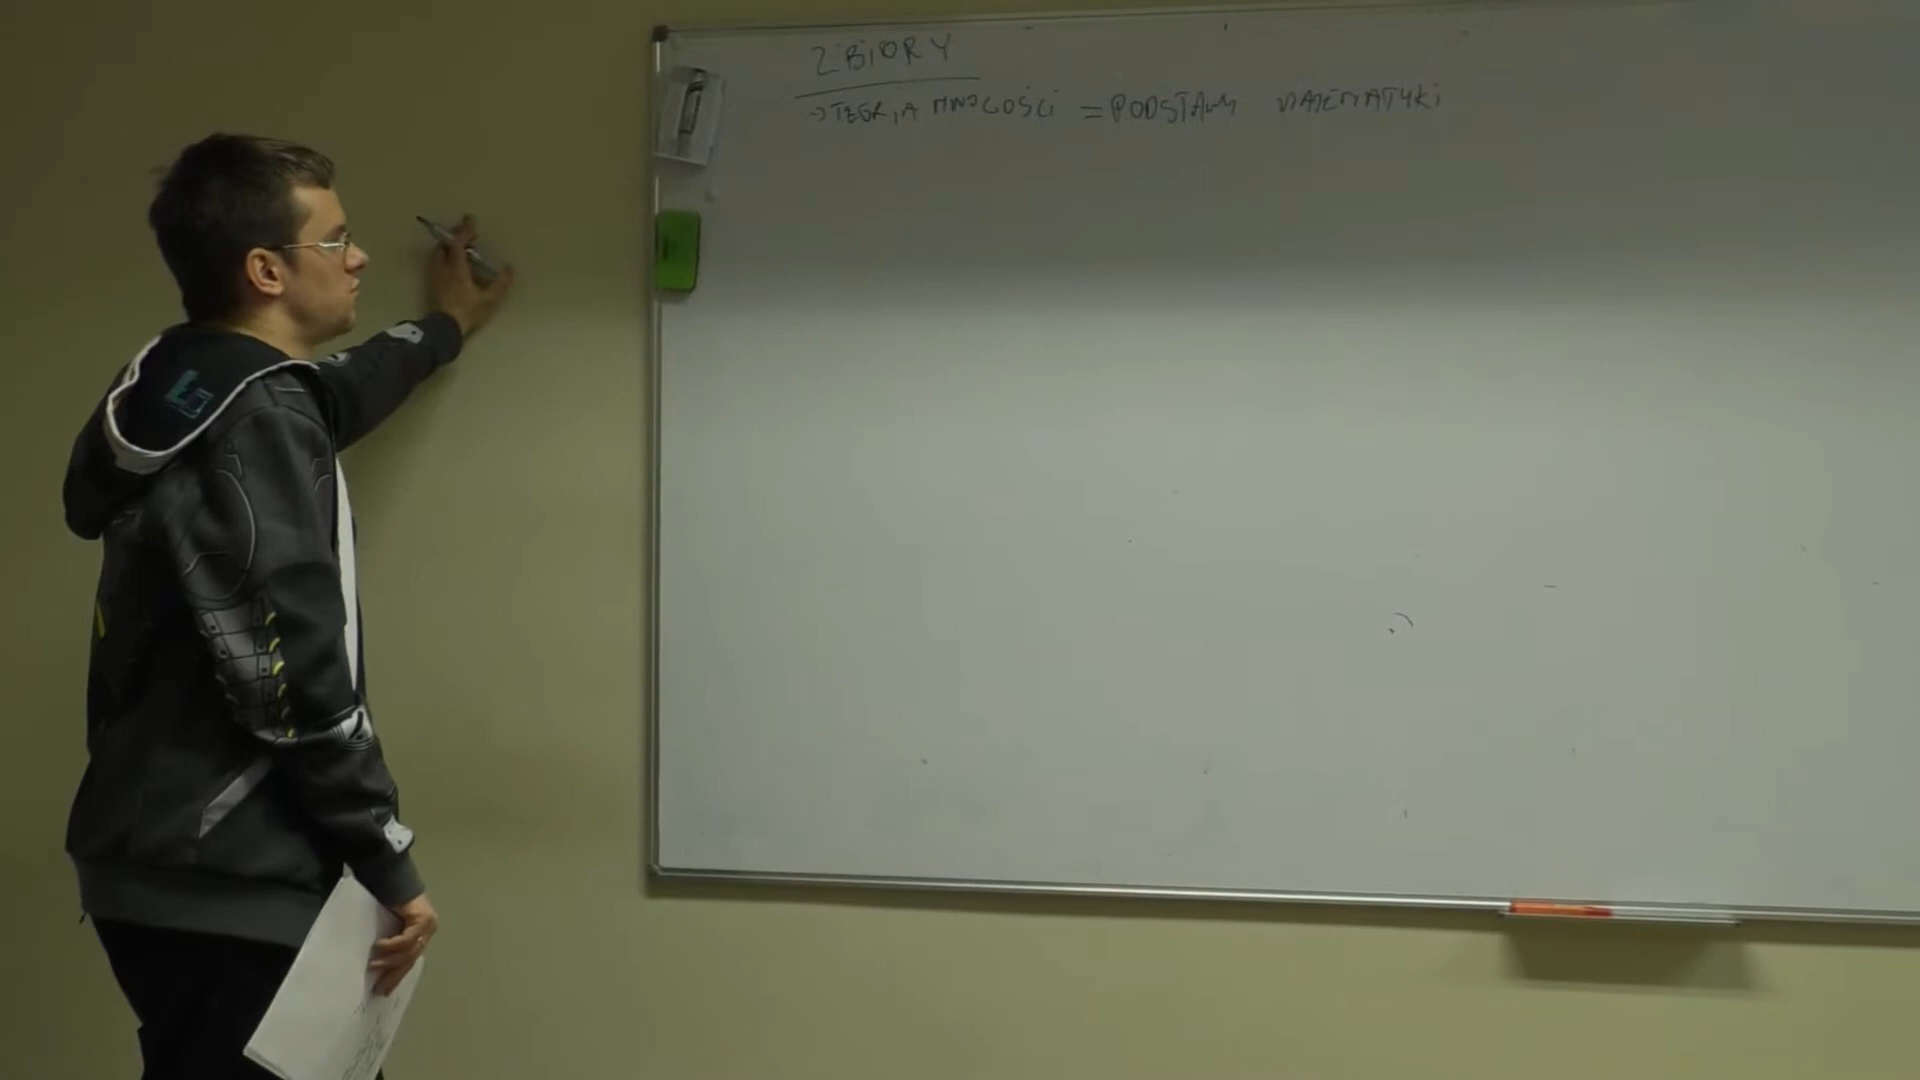 ZBIORY
→ TEORIA MNOGOŚCI = PODSTAWY MATEMATYKI